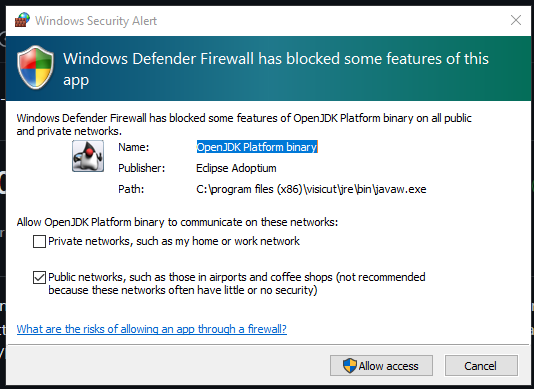 Windows Security Alert
Windows Defender Firewall has blocked some features of this
app
Windows Defender Firewall has blocked some features of OpenJDK Platform binary on all public
and private networks.
Name: OpenJDK Platform binary
Publisher: Eclipse Adoptium
Path: C:\program files (x86)\visicut\jre\bin\javaw.exe
Allow OpenJDK Platform binary to communicate on these networks:
Private networks, such as my home or work network
Public networks, such as those in airports and coffee shops (not recommended
because these networks often have little or no security)
What are the risks of allowing an app through a firewall?
Allow access Cancel